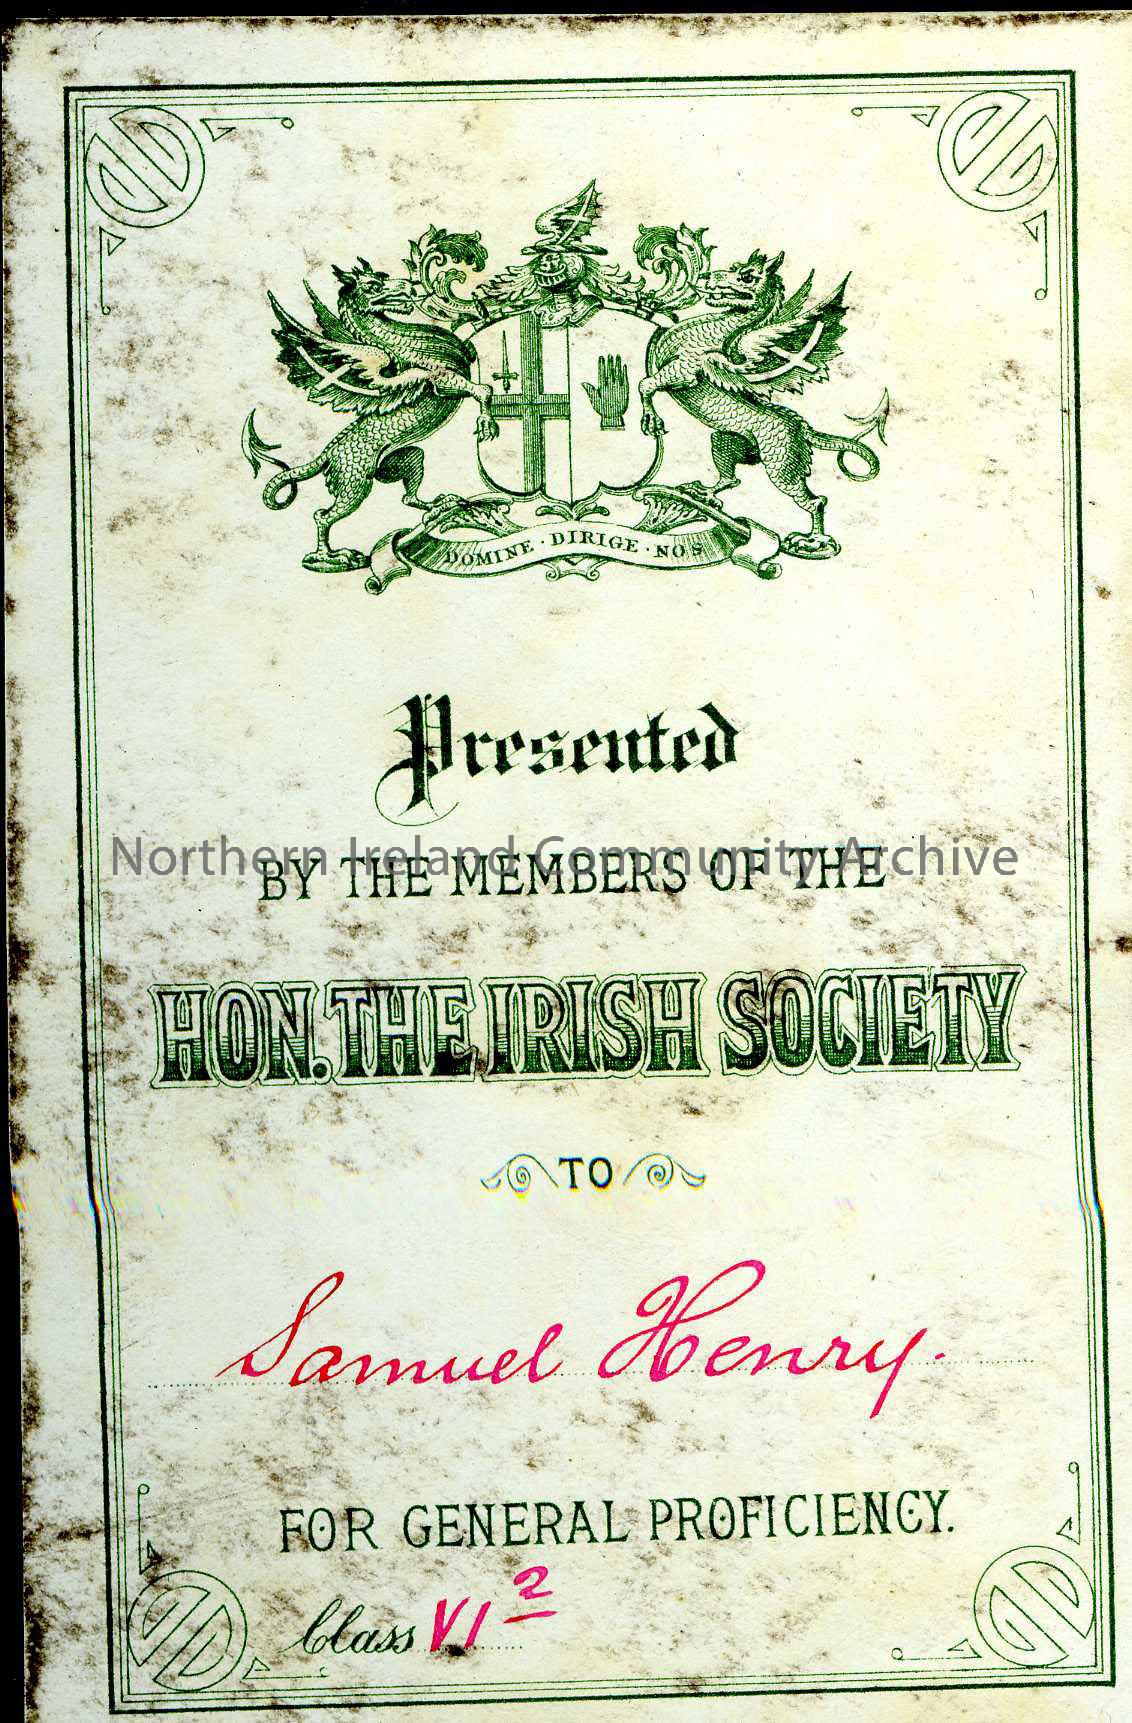 DOMINE · DIRIGE · NOS
Presented
Northern Ireland Community Archive
BY THE MEMBERS OF THE
HON. THE IRISH SOCIETY
TO
Samuel Henry.
FOR GENERAL PROFICIENCY.
Class VI 2